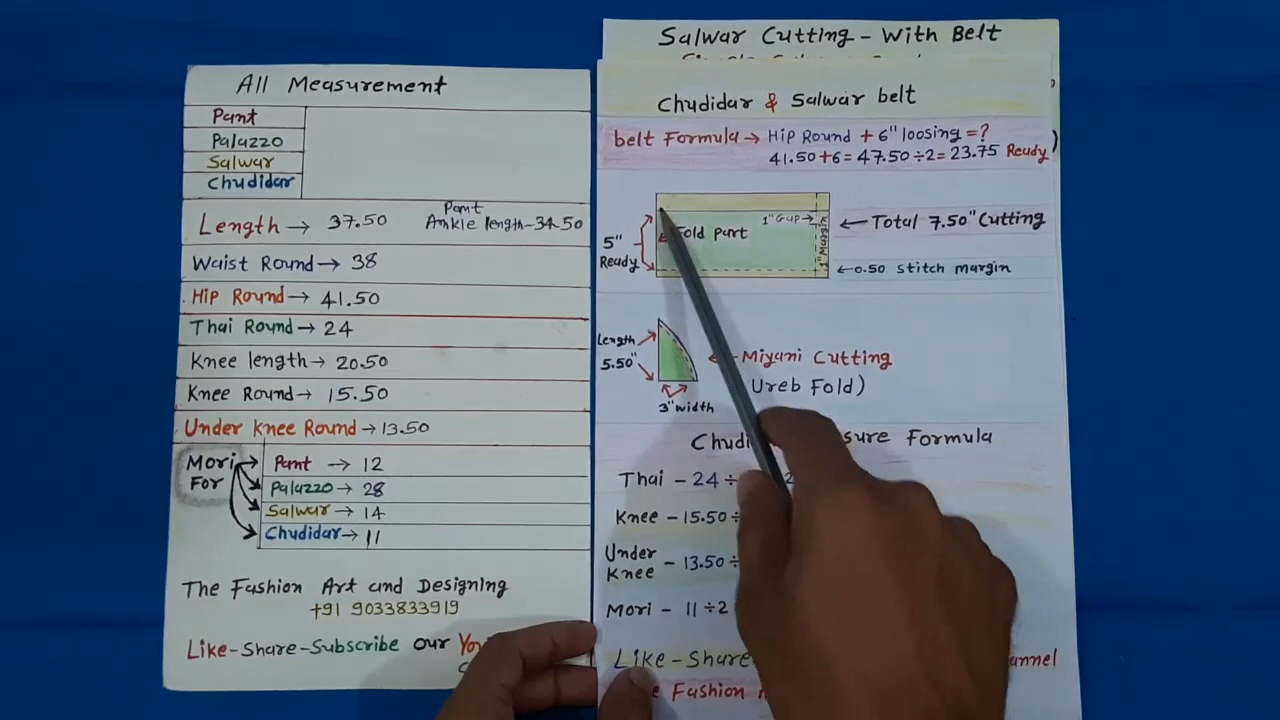 All Measurement
Pant
Palazzo
Salwar
Chudidar
Length → 37.50
Pant
Ankle length-34.50
Waist Round → 38
Hip Round → 41.50
Thai Round → 24
Knee length → 20.50
Knee Round → 15.50
Under Knee Round → 13.50
Mori
For
Pant → 12
Palazzo → 28
Salwar → 14
Chudidar → 11
The Fashion Art and Designing
+91 9033833919
Like-Share-Subscribe our
Salwar Cutting - With Belt
Chudidar & Salwar belt
belt Formula → Hip Round + 6" loosing = ?
41.50+6 = 47.50 ÷ 2 = 23.75 Ready
1" Gap →
← Total 7.50" Cutting
Fold part
5"
Ready
1" Margin
← 0.50 stitch margin
Length
5.50"
← Miyani Cutting
Ureb Fold)
3" width
Formula
Thai - 24 ÷
Knee - 15.50 ÷
Under
Knee - 13.50 ÷
Mori - 11 ÷ 2
Like - Share
Fashion